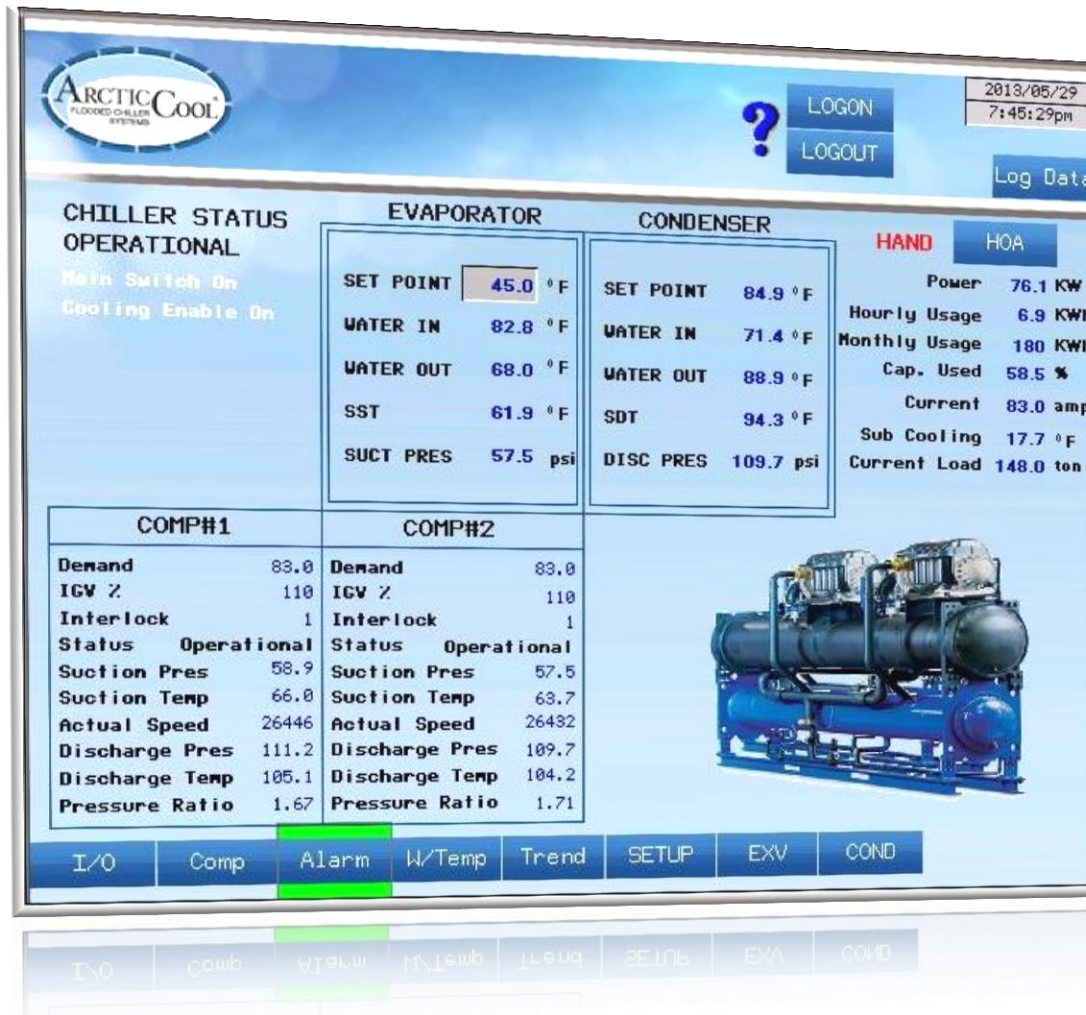 ARCTICCOOL
FLOODED CHILLER
SYSTEMS
?
LOGON
LOGOUT
2013/05/29
7:45:29pm
Log Data
CHILLER STATUS
OPERATIONAL
Main Switch On
Cooling Enable On
EVAPORATOR
SET POINT 45.0 °F
WATER IN 82.8 °F
WATER OUT 68.0 °F
SST 61.9 °F
SUCT PRES 57.5 psi
CONDENSER
SET POINT 84.9 °F
WATER IN 71.4 °F
WATER OUT 88.9 °F
SDT 94.3 °F
DISC PRES 109.7 psi
HAND HOA
Power 76.1 KW
Hourly Usage 6.9 KWH
Monthly Usage 180 KWH
Cap. Used 58.5 %
Current 83.0 amp
Sub Cooling 17.7 °F
Current Load 148.0 ton
COMP#1
Demand 83.0
IGV % 110
Interlock 1
Status Operational
Suction Pres 58.9
Suction Temp 66.0
Actual Speed 26446
Discharge Pres 111.2
Discharge Temp 105.1
Pressure Ratio 1.67
COMP#2
Demand 83.0
IGV % 110
Interlock 1
Status Operational
Suction Pres 57.5
Suction Temp 63.7
Actual Speed 26432
Discharge Pres 109.7
Discharge Temp 104.2
Pressure Ratio 1.71
I/O Comp Alarm W/Temp Trend SETUP EXV COND